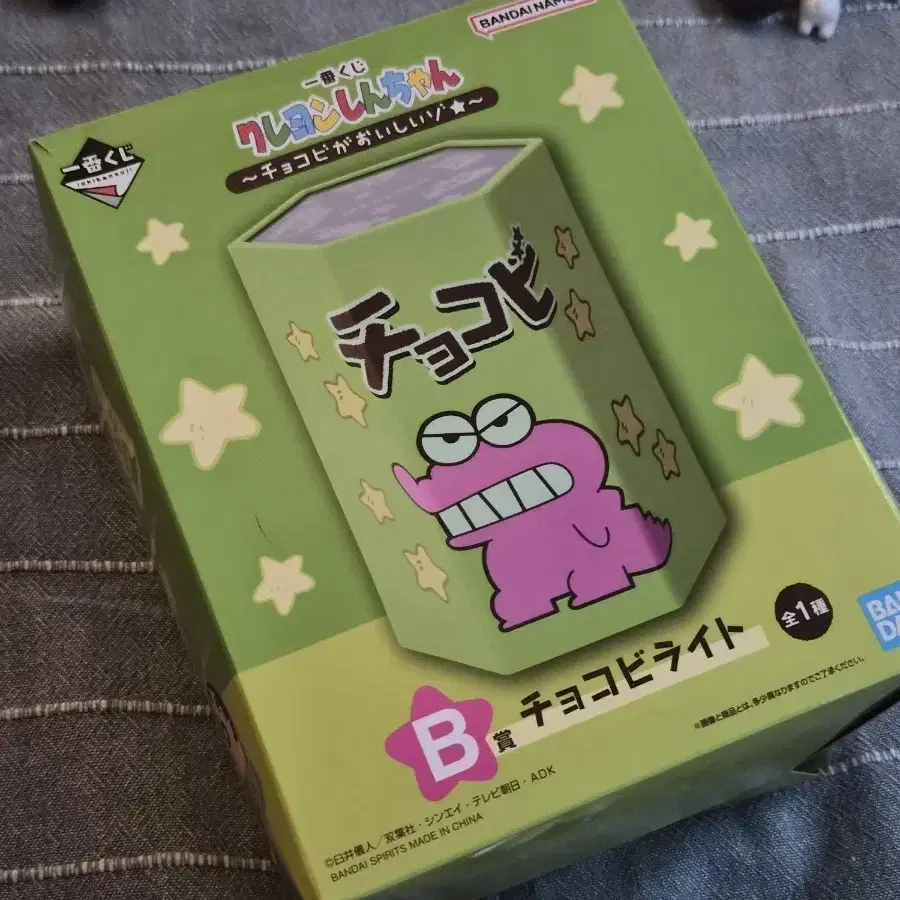 BANDAI NAMCO
一番くじ
クレヨンしんちゃん
～チョコビがおいしいゾ★～
一番くじ
ichibankuji
チョコビ
B賞
チョコビライト
全1種
BAN
DA
※画像と商品とは、多少異なりますのでご了承ください。
©臼井儀人/双葉社・シンエイ・テレビ朝日・ADK
BANDAI SPIRITS MADE IN CHINA